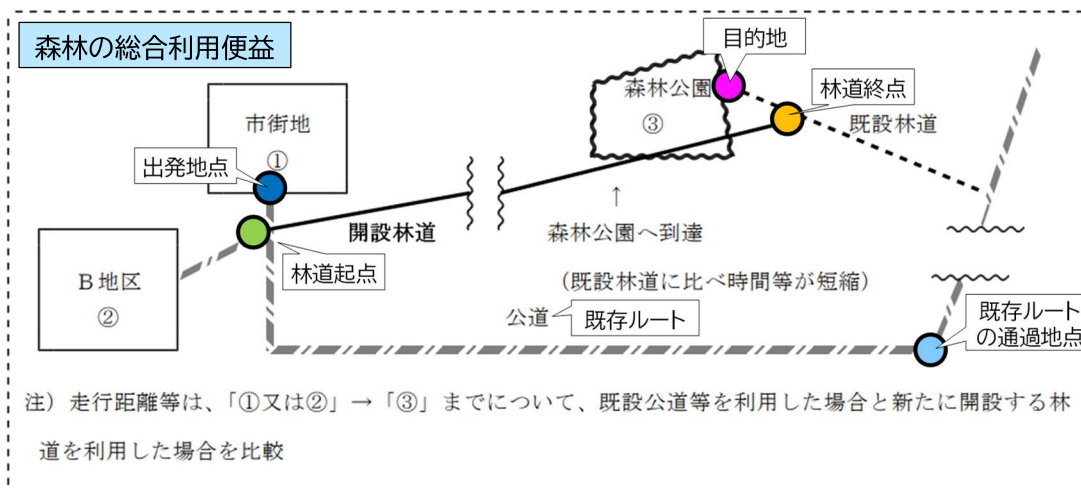 森林の総合利用便益
目的地
森林公園
③
林道終点
既設林道
市街地
①
出発地点
開設林道
↑
森林公園へ到達
林道起点
B地区
②
(既設林道に比べ時間等が短縮)
公道
既存ルート
既存ルート
の通過地点
注）走行距離等は、「①又は②」→「③」までについて、既設公道等を利用した場合と新たに開設する林
道を利用した場合を比較